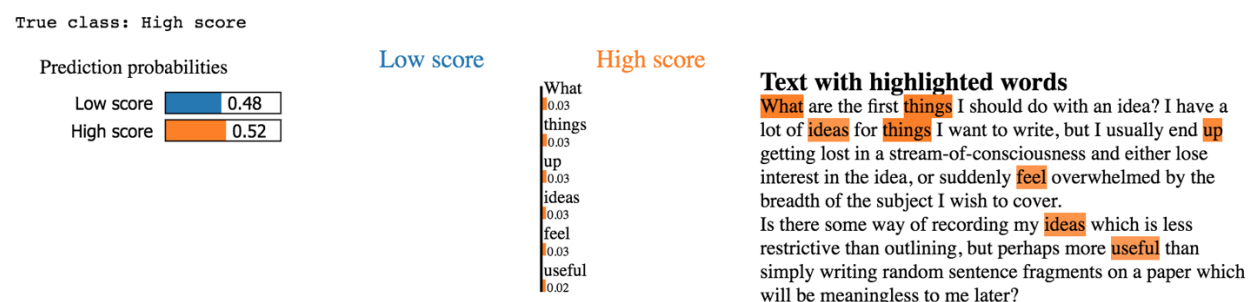 True class: High score
Prediction probabilities
Low score 0.48
High score 0.52
Low score High score
What
0.03
things
0.03
up
0.03
ideas
0.03
feel
0.03
useful
0.02
Text with highlighted words
What are the first things I should do with an idea? I have a
lot of ideas for things I want to write, but I usually end up
getting lost in a stream-of-consciousness and either lose
interest in the idea, or suddenly feel overwhelmed by the
breadth of the subject I wish to cover.
Is there some way of recording my ideas which is less
restrictive than outlining, but perhaps more useful than
simply writing random sentence fragments on a paper which
will be meaningless to me later?